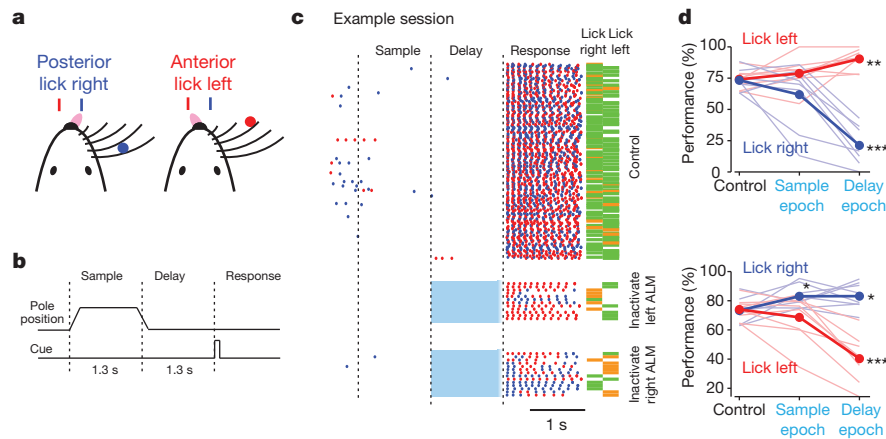 a
Posterior
lick right
Anterior
lick left
b
Sample
Delay
Response
Pole
position
Cue
1.3 s
1.3 s
c
Example session
Sample
Delay
Response
Lick
right
Lick
left
Control
Inactivate
left ALM
Inactivate
right ALM
1 s
d
Performance (%)
100
75
50
25
0
Lick left
Lick right
**
***
Control
Sample
epoch
Delay
epoch
Performance (%)
100
80
60
40
20
Lick right
Lick left
*
*
***
Control
Sample
epoch
Delay
epoch